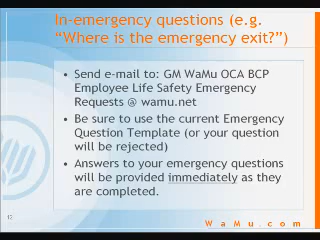 In-emergency questions (e.g.
“Where is the emergency exit?”)
• Send e-mail to: GM WaMu OCA BCP
Employee Life Safety Emergency
Requests @ wamu.net
• Be sure to use the current Emergency
Question Template (or your question
will be rejected)
• Answers to your emergency questions
will be provided immediately as they
are completed.
WaMu.com